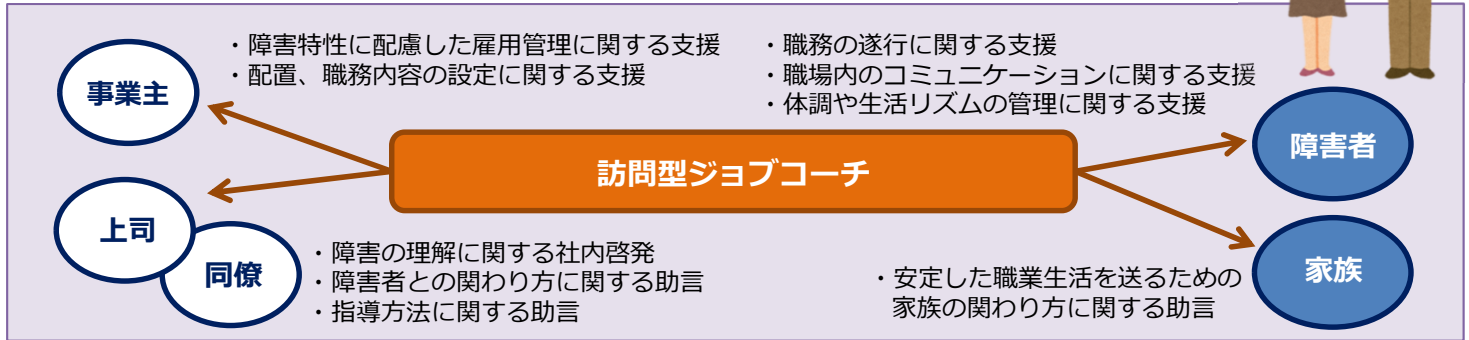 ・障害特性に配慮した雇用管理に関する支援
・配置、職務内容の設定に関する支援
・職務の遂行に関する支援
・職場内のコミュニケーションに関する支援
・体調や生活リズムの管理に関する支援
事業主
訪問型ジョブコーチ
障害者
上司
同僚
・障害の理解に関する社内啓発
・障害者との関わり方に関する助言
・指導方法に関する助言
・安定した職業生活を送るための
家族の関わり方に関する助言
家族